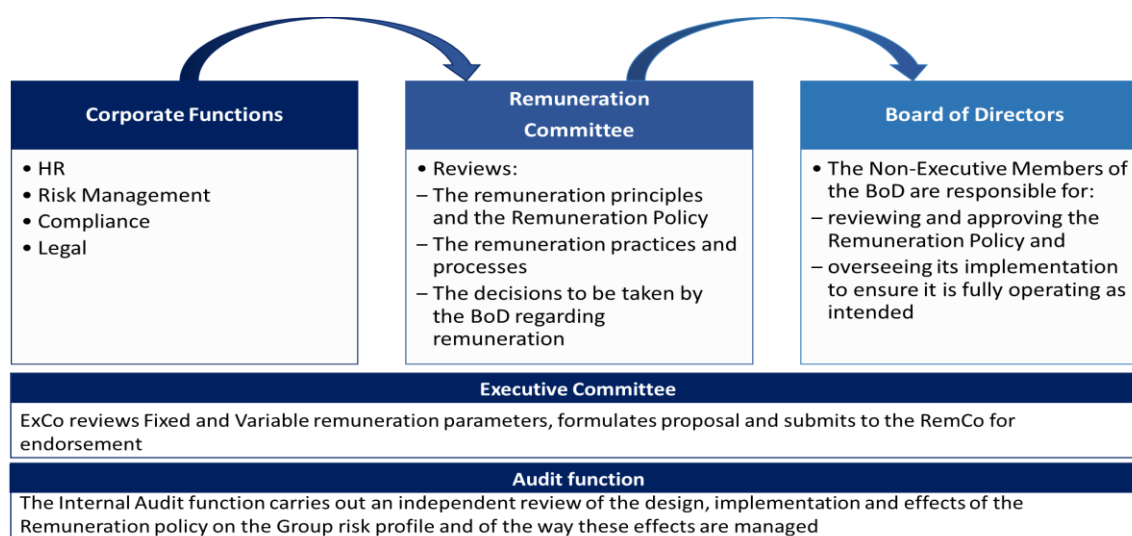 Corporate Functions
• HR
• Risk Management
• Compliance
• Legal
Remuneration
Committee
• Reviews:
– The remuneration principles
and the Remuneration Policy
– The remuneration practices and
processes
– The decisions to be taken by
the BoD regarding
remuneration
Board of Directors
• The Non-Executive Members of
the BoD are responsible for:
– reviewing and approving the
Remuneration Policy and
– overseeing its implementation
to ensure it is fully operating as
intended
Executive Committee
ExCo reviews Fixed and Variable remuneration parameters, formulates proposal and submits to the RemCo for
endorsement
Audit function
The Internal Audit function carries out an independent review of the design, implementation and effects of the
Remuneration policy on the Group risk profile and of the way these effects are managed